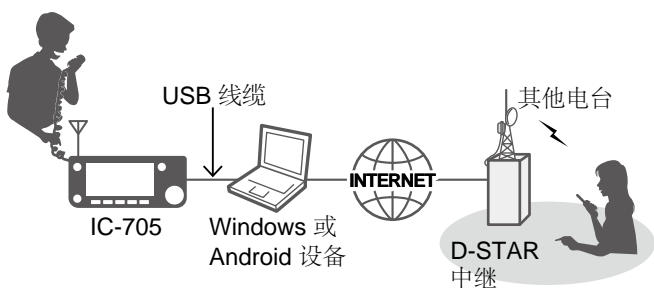 USB 线缆
其他电台
INTERNET
IC-705
Windows 或
Android 设备
D-STAR
中继